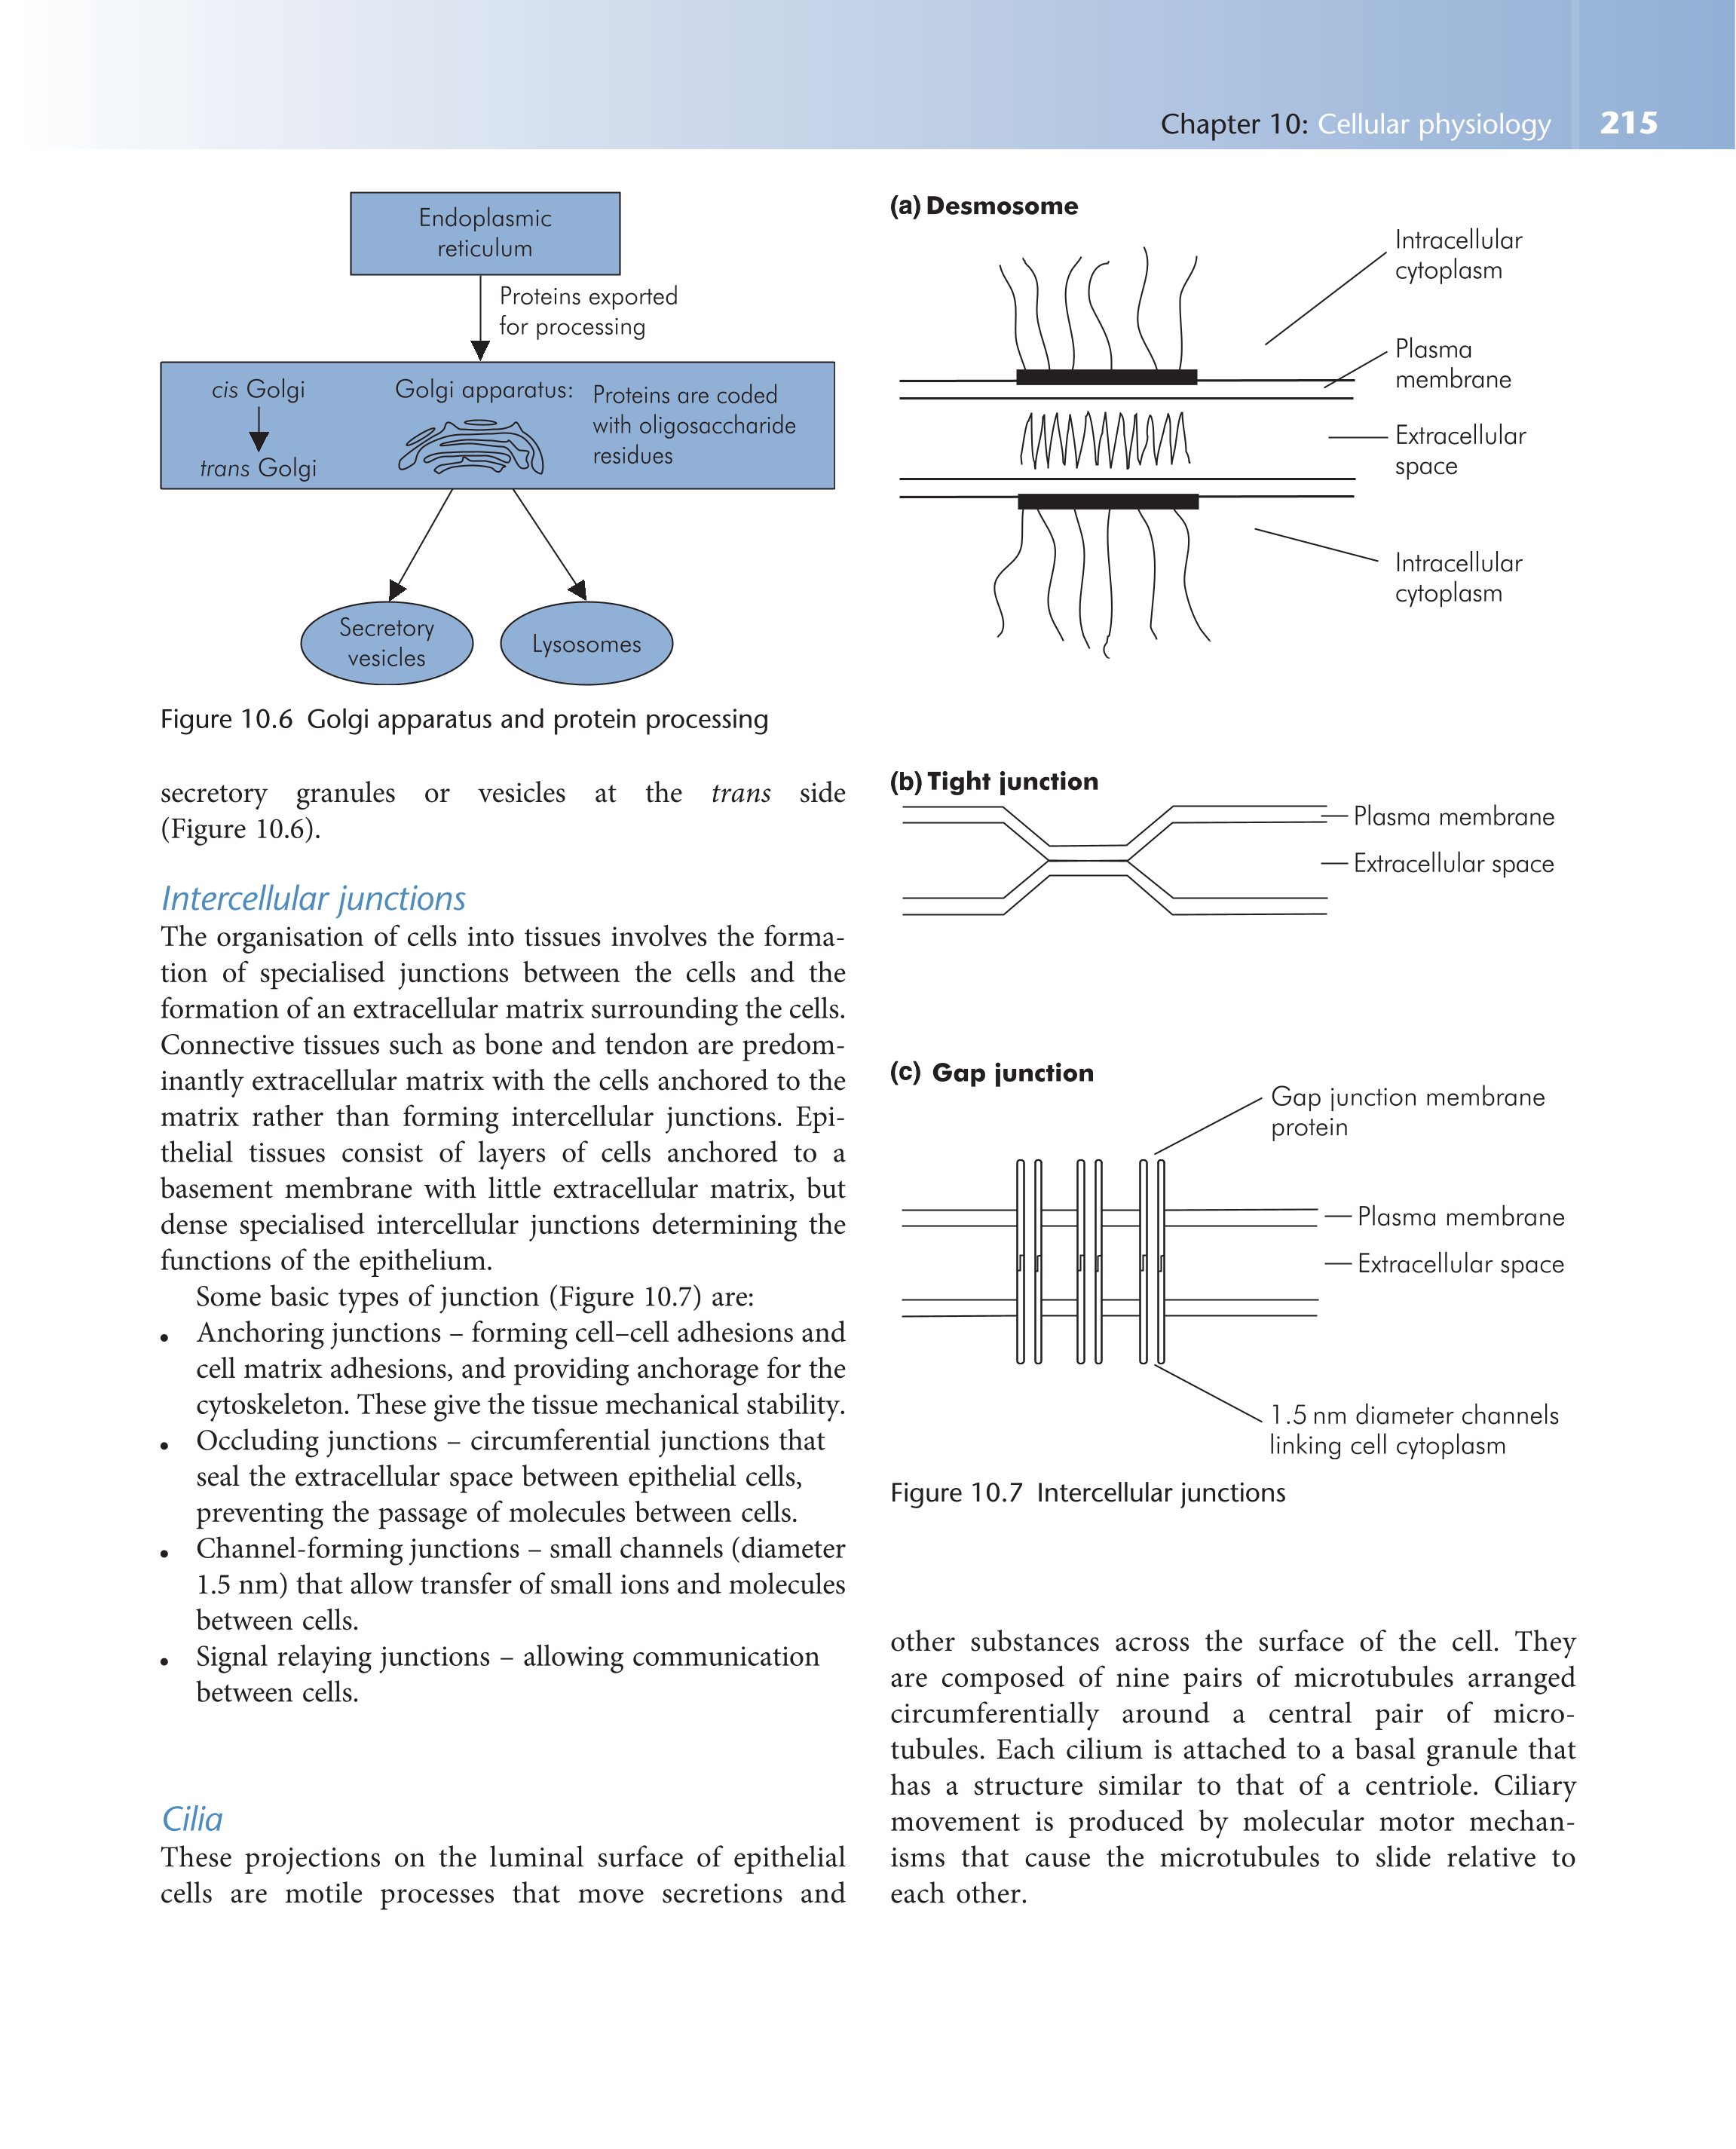 Chapter 10: Cellular physiology 215
Endoplasmic
reticulum
Proteins exported
for processing
cis Golgi
trans Golgi
Golgi apparatus:
Proteins are coded
with oligosaccharide
residues
Secretory
vesicles
Lysosomes
Figure 10.6 Golgi apparatus and protein processing
secretory granules or vesicles at the trans side
(Figure 10.6).
Intercellular junctions
The organisation of cells into tissues involves the forma-
tion of specialised junctions between the cells and the
formation of an extracellular matrix surrounding the cells.
Connective tissues such as bone and tendon are predom-
inantly extracellular matrix with the cells anchored to the
matrix rather than forming intercellular junctions. Epi-
thelial tissues consist of layers of cells anchored to a
basement membrane with little extracellular matrix, but
dense specialised intercellular junctions determining the
functions of the epithelium.
Some basic types of junction (Figure 10.7) are:
• Anchoring junctions – forming cell–cell adhesions and
cell matrix adhesions, and providing anchorage for the
cytoskeleton. These give the tissue mechanical stability.
• Occluding junctions – circumferential junctions that
seal the extracellular space between epithelial cells,
preventing the passage of molecules between cells.
• Channel-forming junctions – small channels (diameter
1.5 nm) that allow transfer of small ions and molecules
between cells.
• Signal relaying junctions – allowing communication
between cells.
Cilia
These projections on the luminal surface of epithelial
cells are motile processes that move secretions and
(a) Desmosome
Intracellular
cytoplasm
Plasma
membrane
Extracellular
space
Intracellular
cytoplasm
(b) Tight junction
Plasma membrane
Extracellular space
(c) Gap junction
Gap junction membrane
protein
Plasma membrane
Extracellular space
1.5 nm diameter channels
linking cell cytoplasm
Figure 10.7 Intercellular junctions
other substances across the surface of the cell. They
are composed of nine pairs of microtubules arranged
circumferentially around a central pair of micro-
tubules. Each cilium is attached to a basal granule that
has a structure similar to that of a centriole. Ciliary
movement is produced by molecular motor mechan-
isms that cause the microtubules to slide relative to
each other.